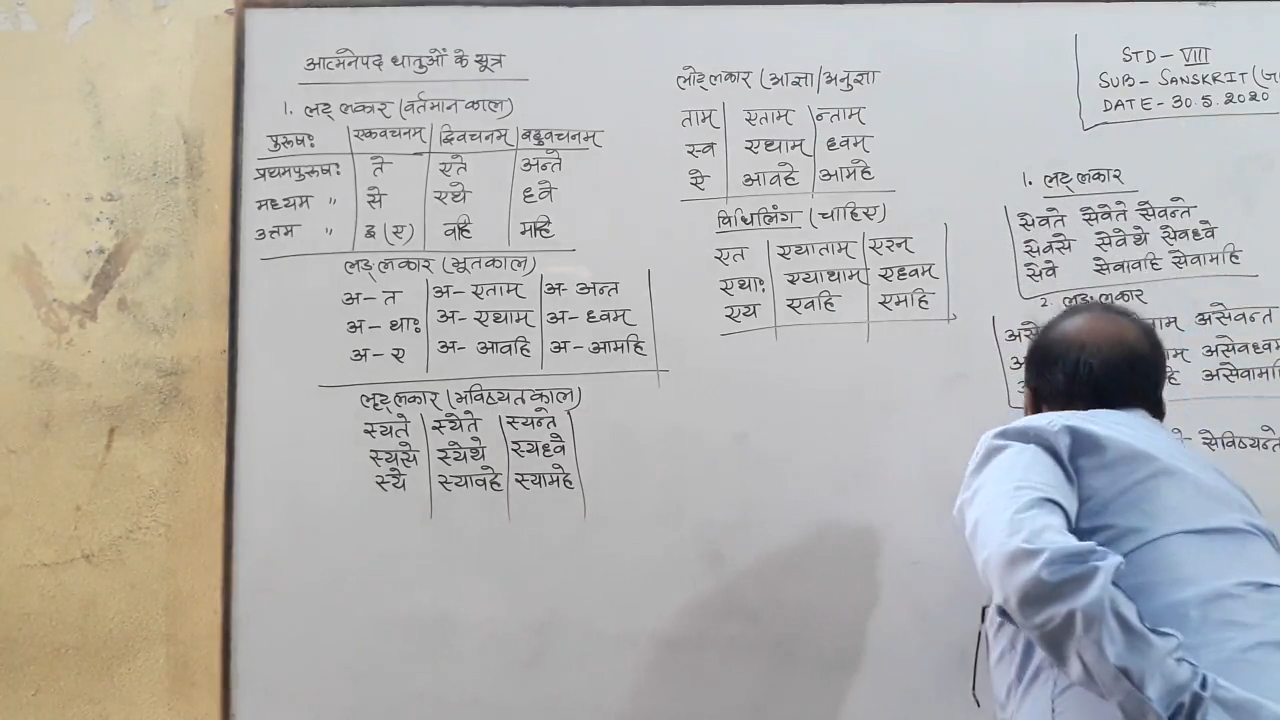 आत्मनेपद धातुओं के सूत्र
1. लट् लकार (वर्तमान काल)
पुरूषः एकवचनम् द्विवचनम् बहुवचनम्
प्रथमपुरूषः ते एते अन्ते
मध्यम " से एथे ध्वे
उत्तम " इ (ए) वहि महि
लङ् लकार (भूतकाल)
अ- त अ- एताम् अ- अन्त
अ- थाः अ- एथाम् अ- ध्वम्
अ- ए अ- आवहि अ- आमहि
लृट् लकार (भविष्यत काल)
स्यते स्येते स्यन्ते
स्यसे स्येथे स्यध्वे
स्ये स्यावहे स्यामहे
लोट् लकार (आज्ञा/अनुज्ञा
ताम् एताम् न्ताम्
स्व एथाम् ध्वम्
ऐ आवहे आमहे
विधिलिंग (चाहिए)
एत एयाताम् एरन्
एथाः एयाथाम् एध्वम्
एय एवहि एमहि
STD - VIII
SUB - SANSKRIT
DATE - 30.5.2020
1. लट् लकार
सेवते सेवेते सेवन्ते
सेवसे सेवेथे सेवध्वे
सेवे सेवावहि सेवामहि
2. लङ् लकार
असेवन्त
असेवध्वम्
सेविष्यन्ते